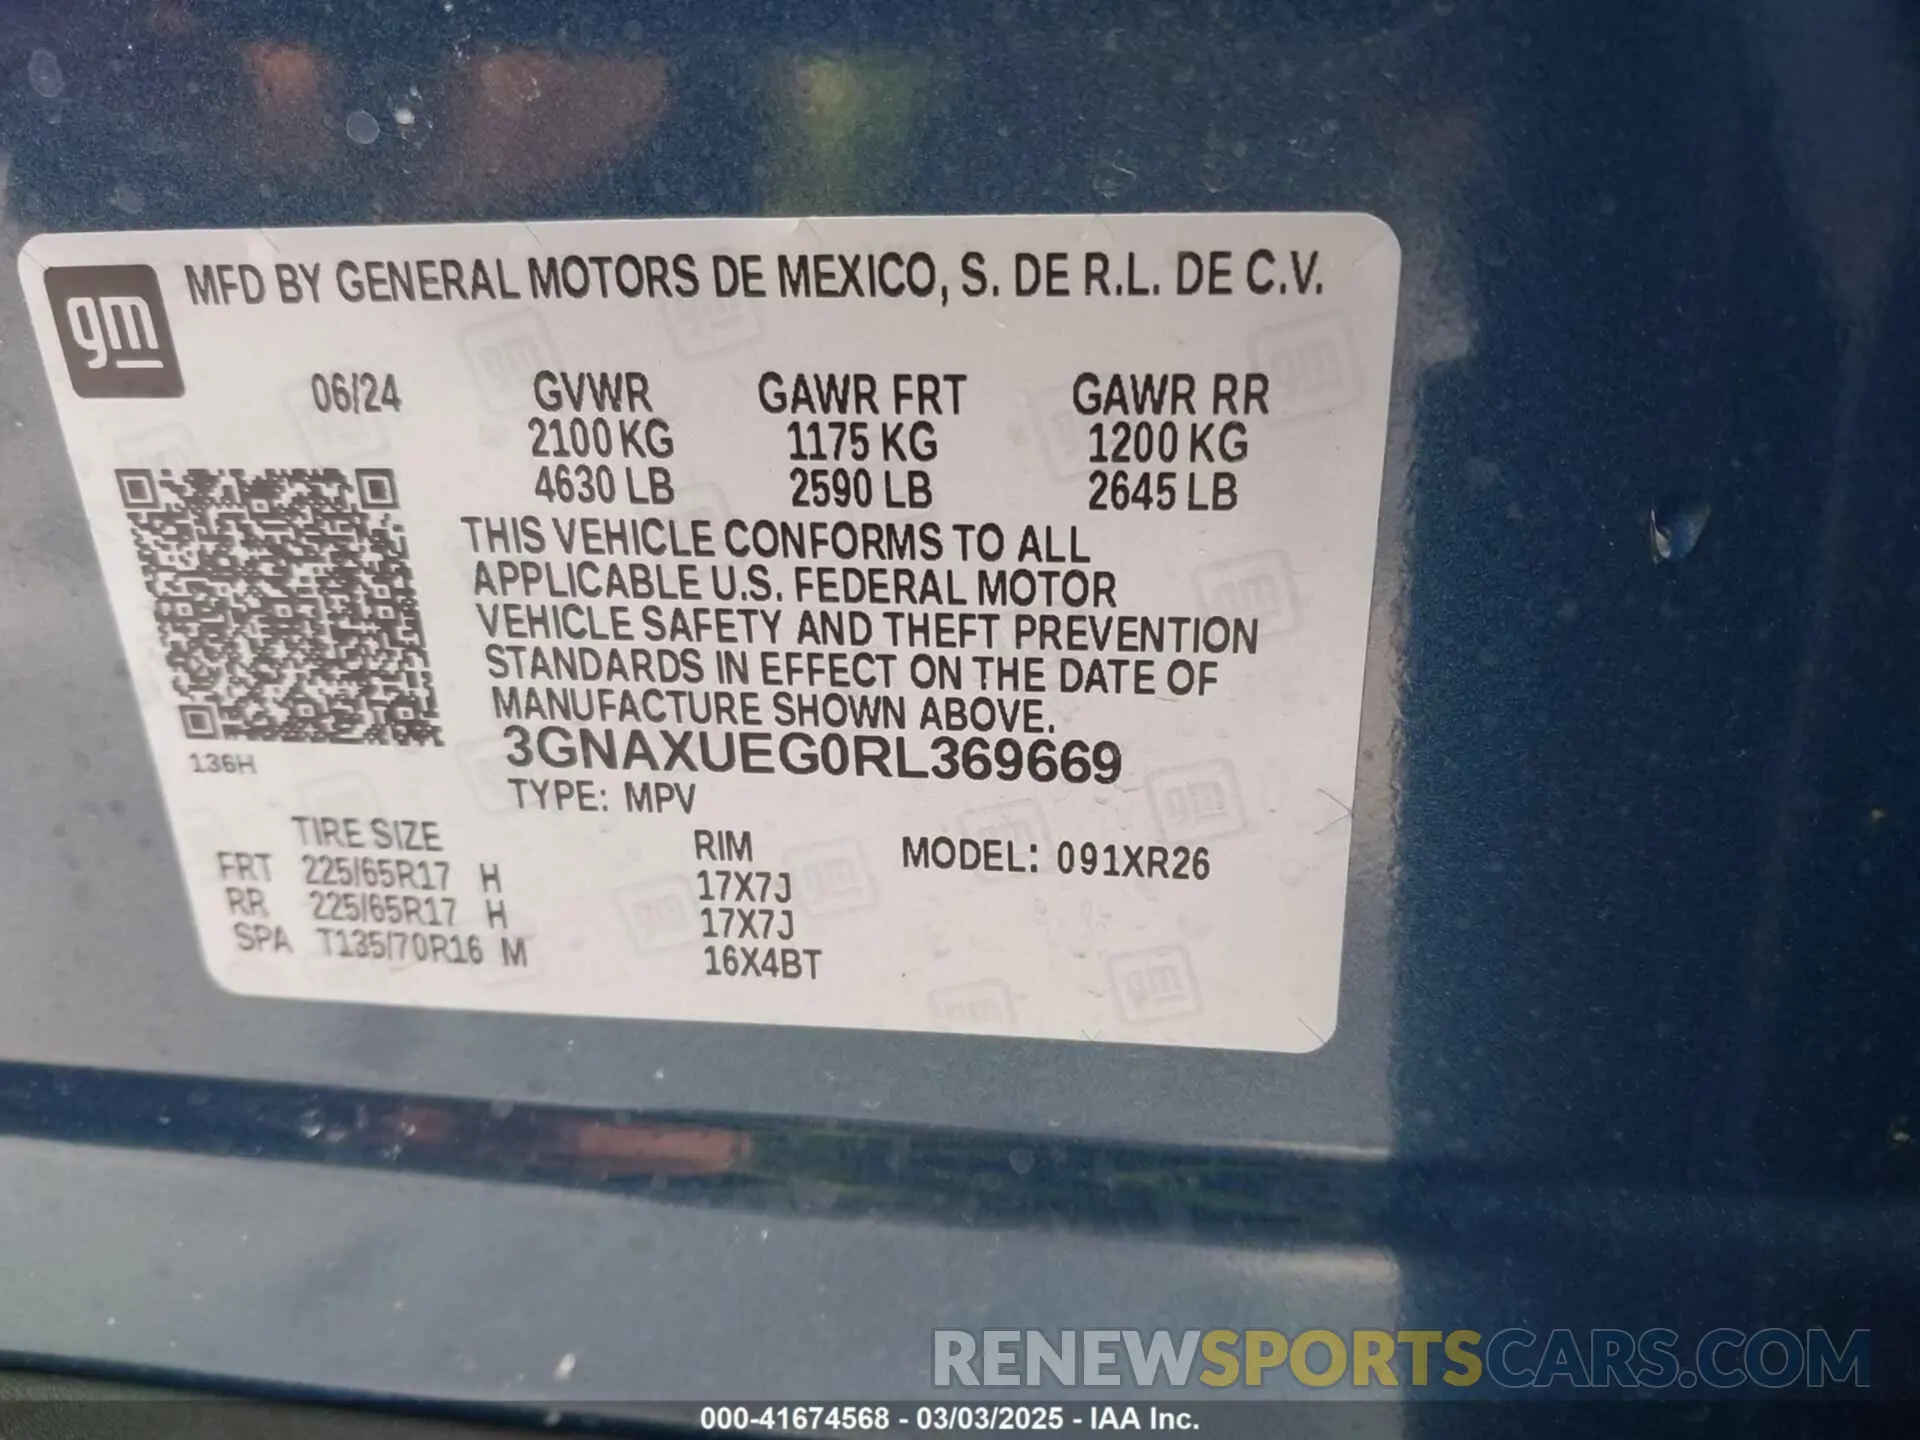 gm
MFD BY GENERAL MOTORS DE MEXICO, S. DE R.L. DE C.V.
06/24 GVWR GAWR FRT GAWR RR
2100 KG 1175 KG 1200 KG
4630 LB 2590 LB 2645 LB
THIS VEHICLE CONFORMS TO ALL
APPLICABLE U.S. FEDERAL MOTOR
VEHICLE SAFETY AND THEFT PREVENTION
STANDARDS IN EFFECT ON THE DATE OF
MANUFACTURE SHOWN ABOVE.
3GNAXUEG0RL369669
136H
TYPE: MPV
TIRE SIZE RIM MODEL: 091XR26
FRT 225/65R17 H 17X7J
RR 225/65R17 H 17X7J
SPA T135/70R16 M 16X4BT
RENEWSPORTSCARS.COM
000-41674568 - 03/03/2025 - IAA Inc.